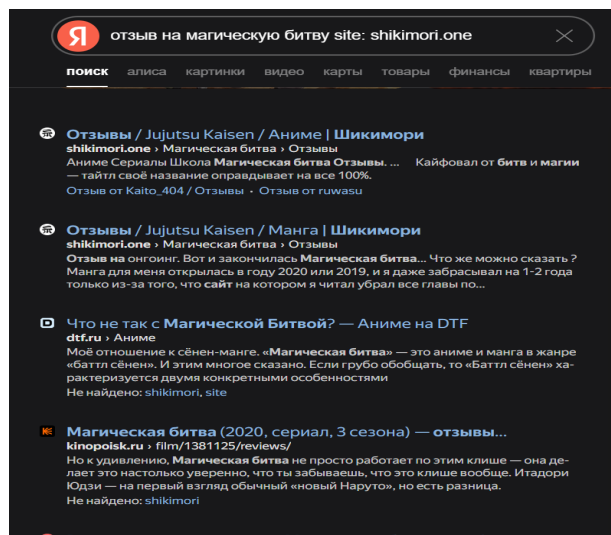 Я отзыв на магическую битву site: shikimori.one
поиск алиса картинки видео карты товары финансы квартиры
Отзывы / Jujutsu Kaisen / Аниме | Шикимори
shikimori.one › Магическая битва › Отзывы
Аниме Сериалы Школа Магическая битва Отзывы. ... Кайфовал от битв и магии
— тайтл своё название оправдывает на все 100%.
Отзыв от Kaito_404 / Отзывы • Отзыв от ruwasu
Отзывы / Jujutsu Kaisen / Манга | Шикимори
shikimori.one › Магическая битва › Отзывы
Отзыв на онгоинг. Вот и закончилась Магическая битва... Что же можно сказать ?
Манга для меня открылась в году 2020 или 2019, и я даже забрасывал на 1-2 года
только из-за того, что сайт на котором я читал убрал все главы по...
Что не так с Магической Битвой? — Аниме на DTF
dtf.ru › Аниме
Моё отношение к сёнен-манге. «Магическая битва» — это аниме и манга в жанре
«баттл сёнен». И этим многое сказано. Если грубо обобщать, то «Баттл сёнен» ха-
рактеризуется двумя конкретными особенностями
Не найдено: shikimori, site
Магическая битва (2020, сериал, 3 сезона) — отзывы...
kinopoisk.ru › film/1381125/reviews/
Но к удивлению, Магическая битва не просто работает по этим клише — она де-
лает это настолько уверенно, что ты забываешь, что это клише вообще. Итадори
Юдзи — на первый взгляд обычный «новый Наруто», но есть разница.
Не найдено: shikimori